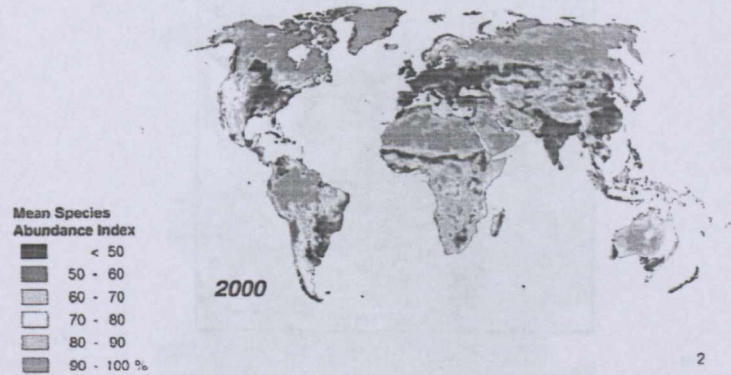 Mean Species
Abundance Index
< 50
50 - 60
60 - 70
70 - 80
80 - 90
90 - 100 %
2000
2